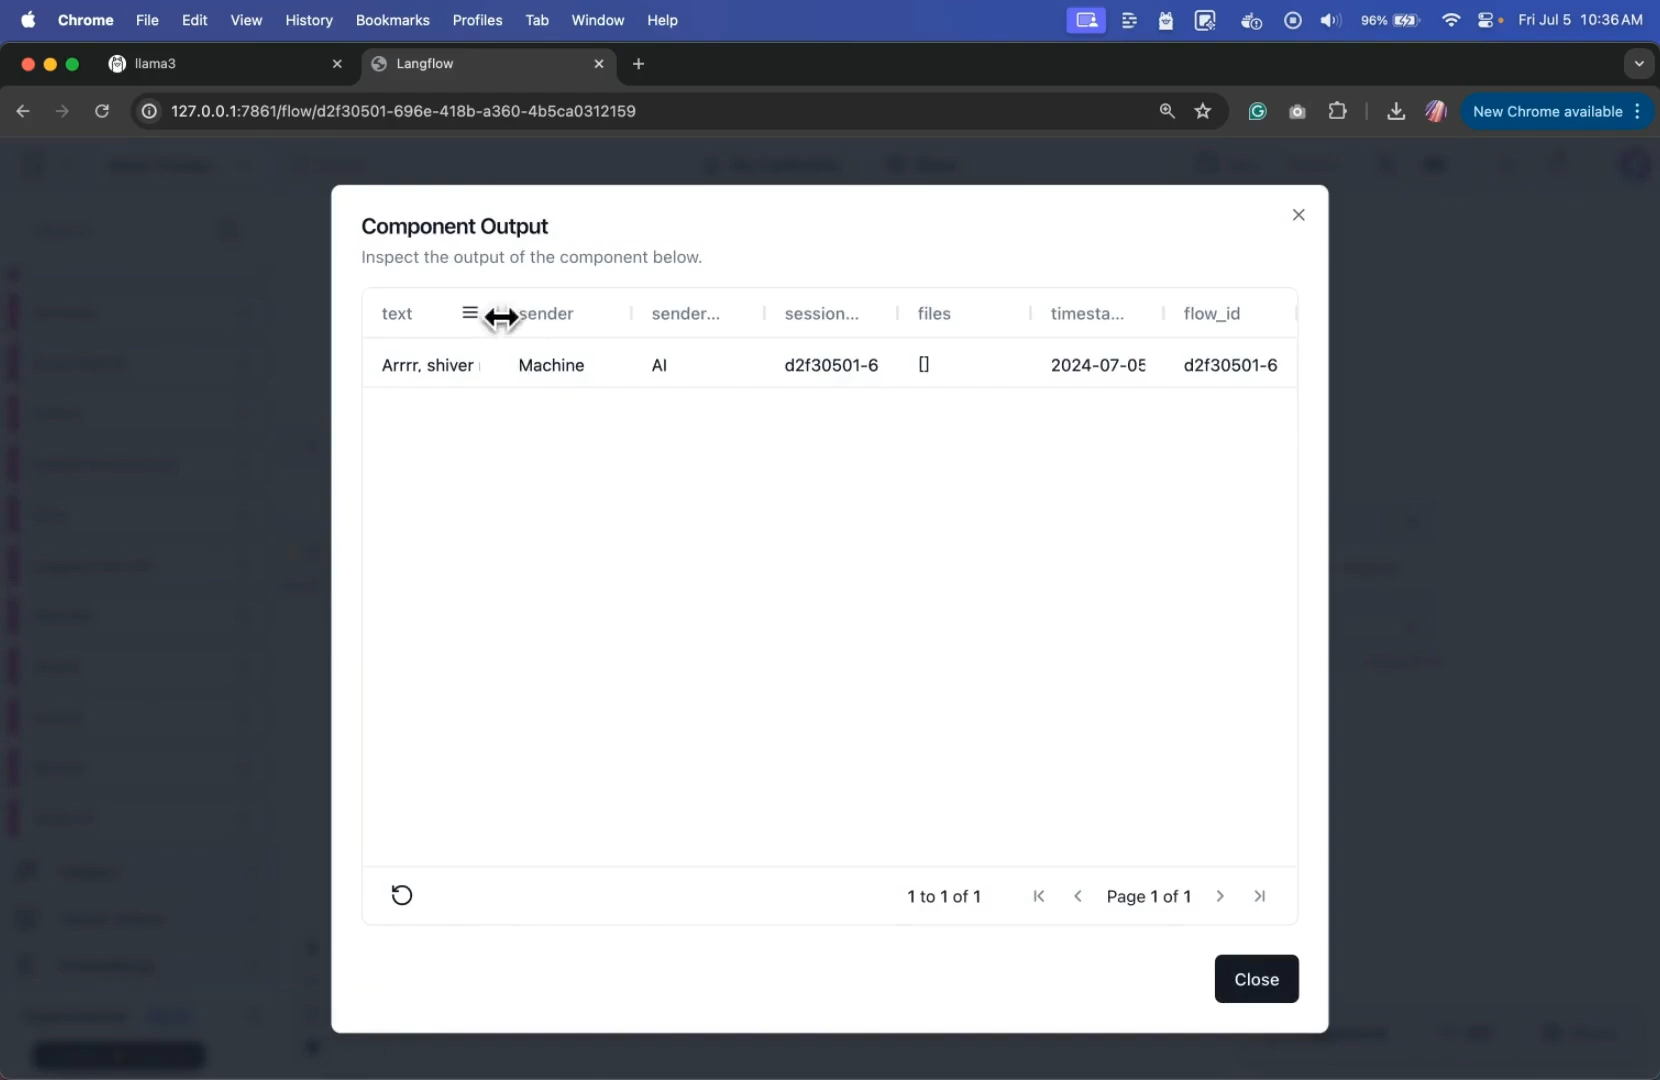 Chrome File Edit View History Bookmarks Profiles Tab Window Help 96% Fri Jul 5 10:36 AM
llama3 Langflow
127.0.0.1:7861/flow/d2f30501-696e-418b-a360-4b5ca0312159 New Chrome available
Component Output
Inspect the output of the component below.
text sender sender... session... files timesta... flow_id
Arrrr, shiver Machine AI d2f30501-6 [] 2024-07-05 d2f30501-6
1 to 1 of 1 Page 1 of 1
Close